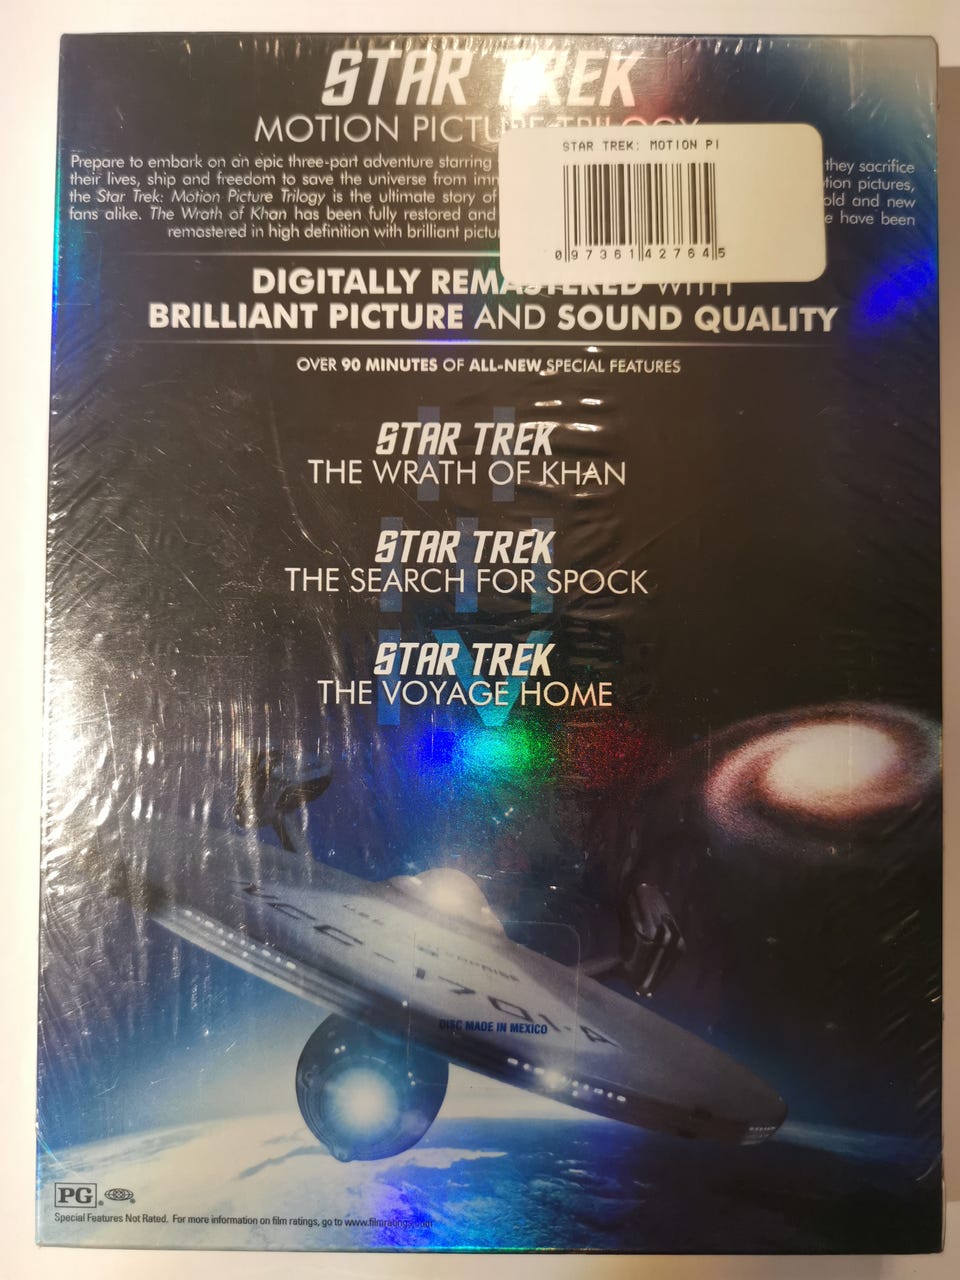 STAR TREK
MOTION PICTURE TRILOGY
STAR TREK: MOTION PI
0 97361 42764 5
Prepare to embark on an epic three-part adventure starring they sacrifice
their lives, ship and freedom to save the universe from pictures,
the Star Trek: Motion Picture Trilogy is the ultimate story of old and new
fans alike. The Wrath of Khan has been fully restored and have been
remastered in high definition with brilliant
DIGITALLY REMASTERED WITH
BRILLIANT PICTURE AND SOUND QUALITY
OVER 90 MINUTES OF ALL-NEW SPECIAL FEATURES
II
STAR TREK
THE WRATH OF KHAN
III
STAR TREK
THE SEARCH FOR SPOCK
IV
STAR TREK
THE VOYAGE HOME
NCC-1701-A
DISC MADE IN MEXICO
PG
Special Features Not Rated. For more information on film ratings, go to www.filmratings.com